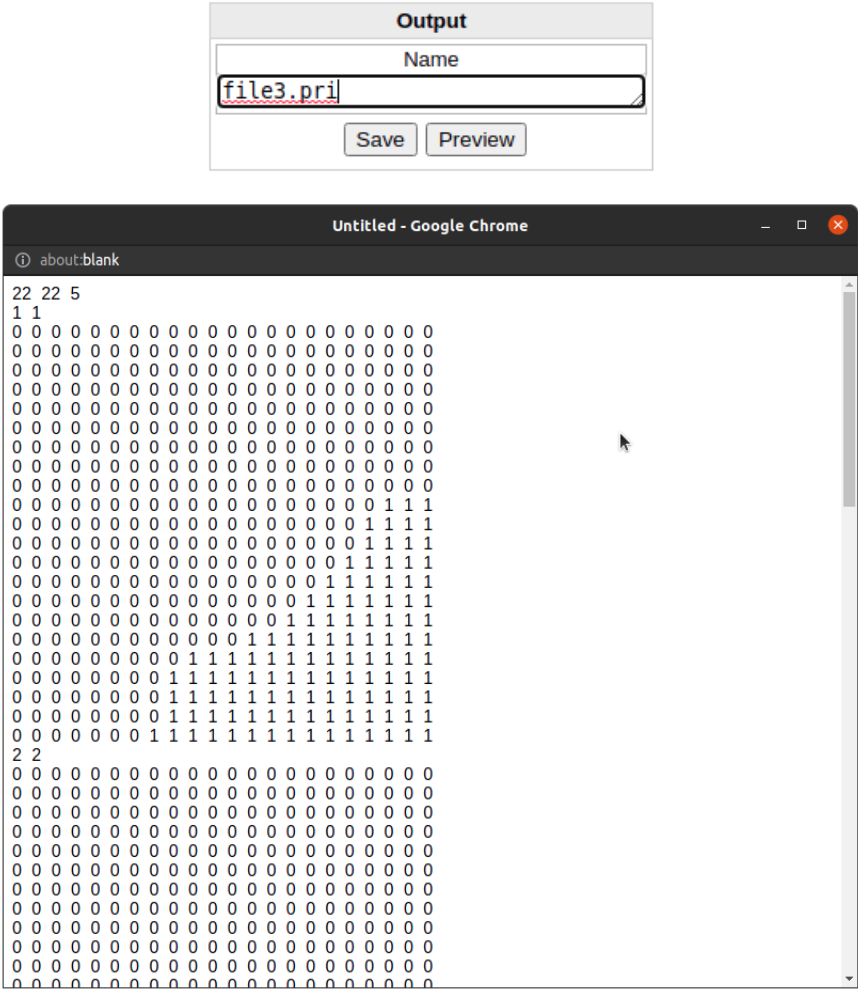 Output
Name
file3.pri
Save Preview
Untitled - Google Chrome
about:blank
22 22 5
1 1
0 0 0 0 0 0 0 0 0 0 0 0 0 0 0 0 0 0 0 0 0 0
0 0 0 0 0 0 0 0 0 0 0 0 0 0 0 0 0 0 0 0 0 0
0 0 0 0 0 0 0 0 0 0 0 0 0 0 0 0 0 0 0 0 0 0
0 0 0 0 0 0 0 0 0 0 0 0 0 0 0 0 0 0 0 0 0 0
0 0 0 0 0 0 0 0 0 0 0 0 0 0 0 0 0 0 0 0 0 0
0 0 0 0 0 0 0 0 0 0 0 0 0 0 0 0 0 0 0 0 0 0
0 0 0 0 0 0 0 0 0 0 0 0 0 0 0 0 0 0 0 0 0 0
0 0 0 0 0 0 0 0 0 0 0 0 0 0 0 0 0 0 0 0 0 0
0 0 0 0 0 0 0 0 0 0 0 0 0 0 0 0 0 0 0 0 0 0
0 0 0 0 0 0 0 0 0 0 0 0 0 0 0 0 0 0 0 1 1 1
0 0 0 0 0 0 0 0 0 0 0 0 0 0 0 0 0 0 1 1 1 1
0 0 0 0 0 0 0 0 0 0 0 0 0 0 0 0 0 0 1 1 1 1
0 0 0 0 0 0 0 0 0 0 0 0 0 0 0 0 0 1 1 1 1 1
0 0 0 0 0 0 0 0 0 0 0 0 0 0 0 0 1 1 1 1 1 1
0 0 0 0 0 0 0 0 0 0 0 0 0 0 0 1 1 1 1 1 1 1
0 0 0 0 0 0 0 0 0 0 0 0 0 0 1 1 1 1 1 1 1 1
0 0 0 0 0 0 0 0 0 0 0 0 1 1 1 1 1 1 1 1 1 1
0 0 0 0 0 0 0 0 0 1 1 1 1 1 1 1 1 1 1 1 1 1
0 0 0 0 0 0 0 0 1 1 1 1 1 1 1 1 1 1 1 1 1 1
0 0 0 0 0 0 0 0 1 1 1 1 1 1 1 1 1 1 1 1 1 1
0 0 0 0 0 0 0 0 1 1 1 1 1 1 1 1 1 1 1 1 1 1
0 0 0 0 0 0 0 1 1 1 1 1 1 1 1 1 1 1 1 1 1 1
2 2
0 0 0 0 0 0 0 0 0 0 0 0 0 0 0 0 0 0 0 0 0 0
0 0 0 0 0 0 0 0 0 0 0 0 0 0 0 0 0 0 0 0 0 0
0 0 0 0 0 0 0 0 0 0 0 0 0 0 0 0 0 0 0 0 0 0
0 0 0 0 0 0 0 0 0 0 0 0 0 0 0 0 0 0 0 0 0 0
0 0 0 0 0 0 0 0 0 0 0 0 0 0 0 0 0 0 0 0 0 0
0 0 0 0 0 0 0 0 0 0 0 0 0 0 0 0 0 0 0 0 0 0
0 0 0 0 0 0 0 0 0 0 0 0 0 0 0 0 0 0 0 0 0 0
0 0 0 0 0 0 0 0 0 0 0 0 0 0 0 0 0 0 0 0 0 0
0 0 0 0 0 0 0 0 0 0 0 0 0 0 0 0 0 0 0 0 0 0
0 0 0 0 0 0 0 0 0 0 0 0 0 0 0 0 0 0 0 0 0 0
0 0 0 0 0 0 0 0 0 0 0 0 0 0 0 0 0 0 0 0 0 0
0 0 0 0 0 0 0 0 0 0 0 0 0 0 0 0 0 0 0 0 0 0